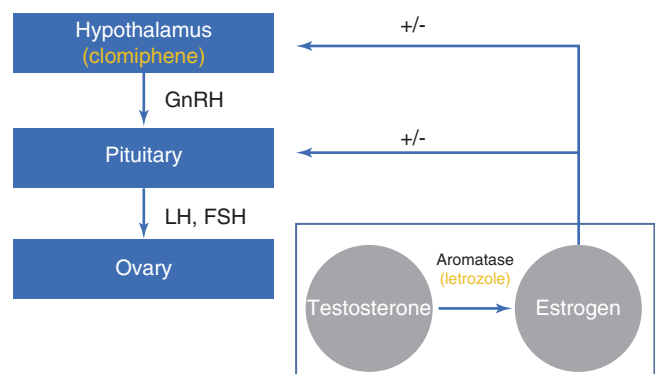 Hypothalamus
(clomiphene)
+/-
GnRH
Pituitary
+/-
LH, FSH
Ovary
Aromatase
(letrozole)
Testosterone
Estrogen